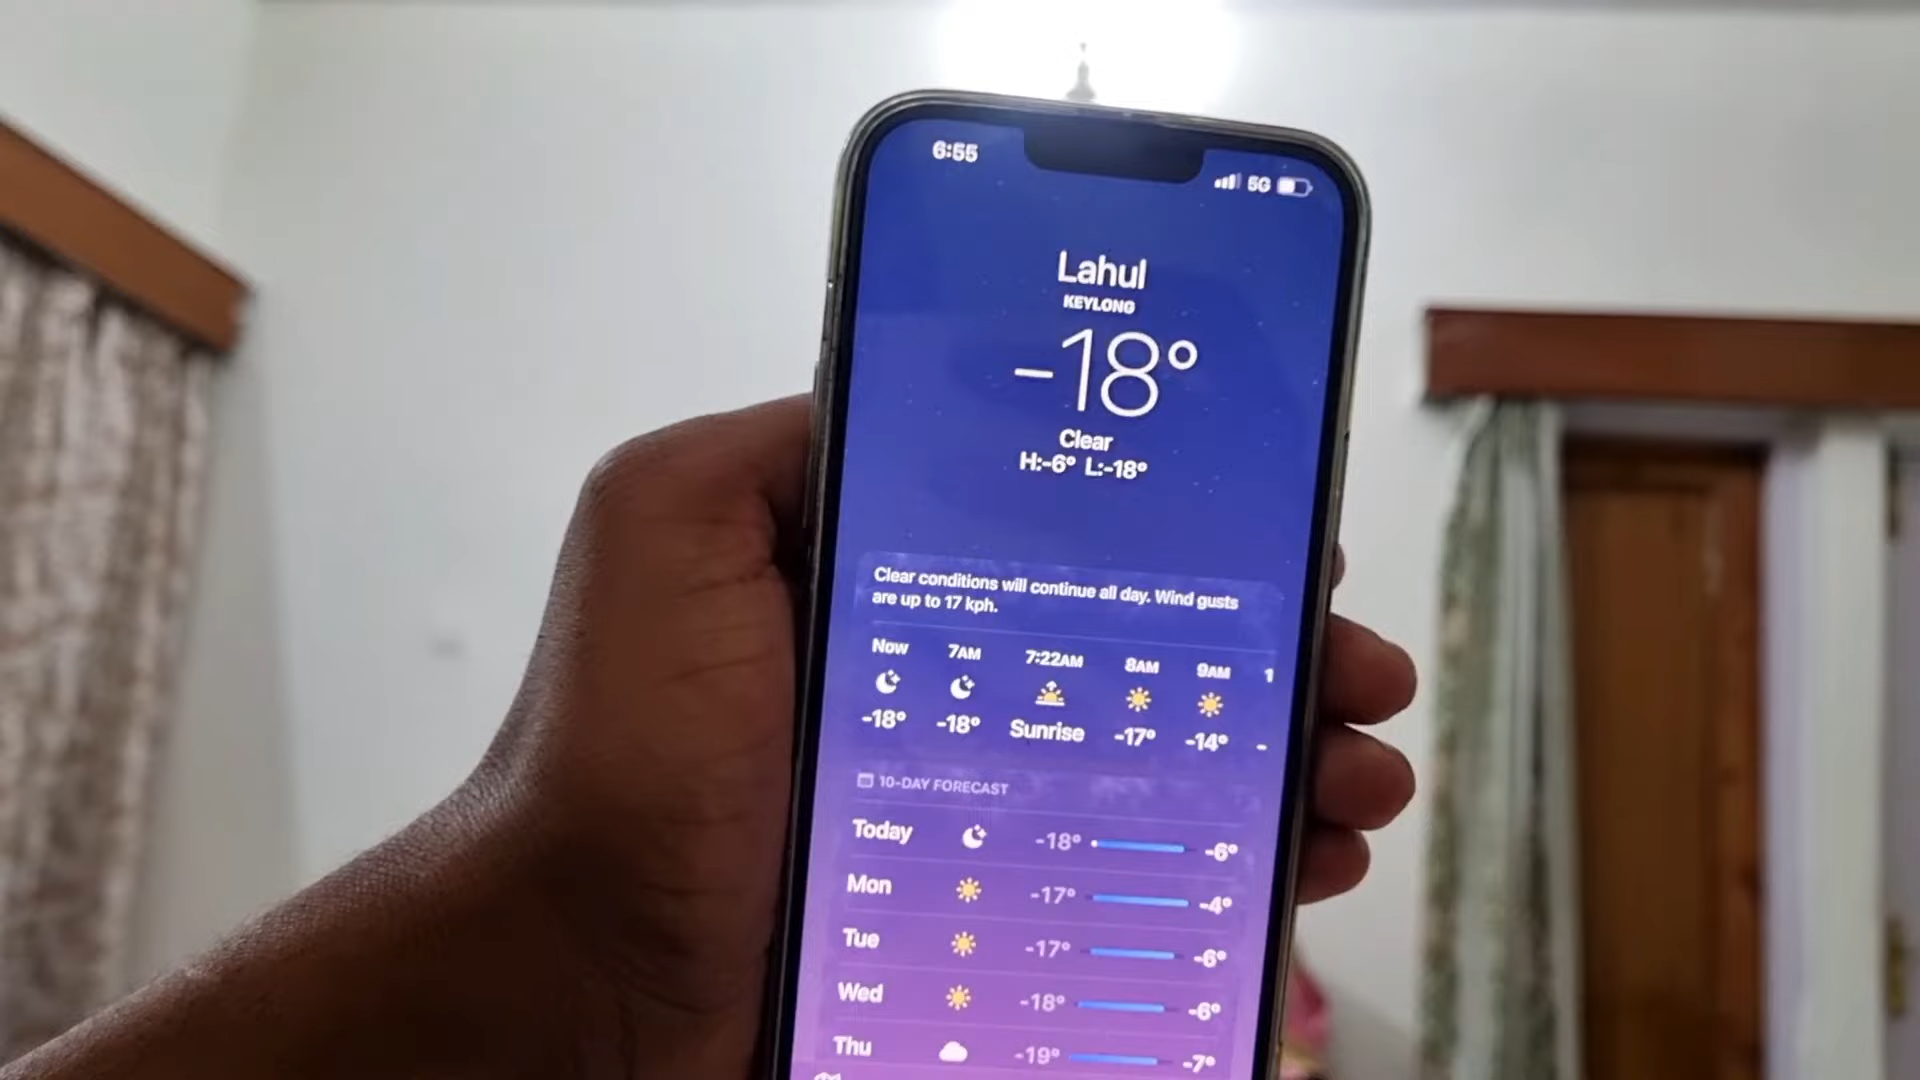 6:55
5G
Lahul
KEYLONG
-18°
Clear
H:-6° L:-18°
Clear conditions will continue all day. Wind gusts
are up to 17 kph.
Now 7AM 7:22AM 8AM 9AM 1
-18° -18° Sunrise -17° -14° -
10-DAY FORECAST
Today -18° -6°
Mon -17° -4°
Tue -17° -6°
Wed -18° -6°
Thu -19° -7°